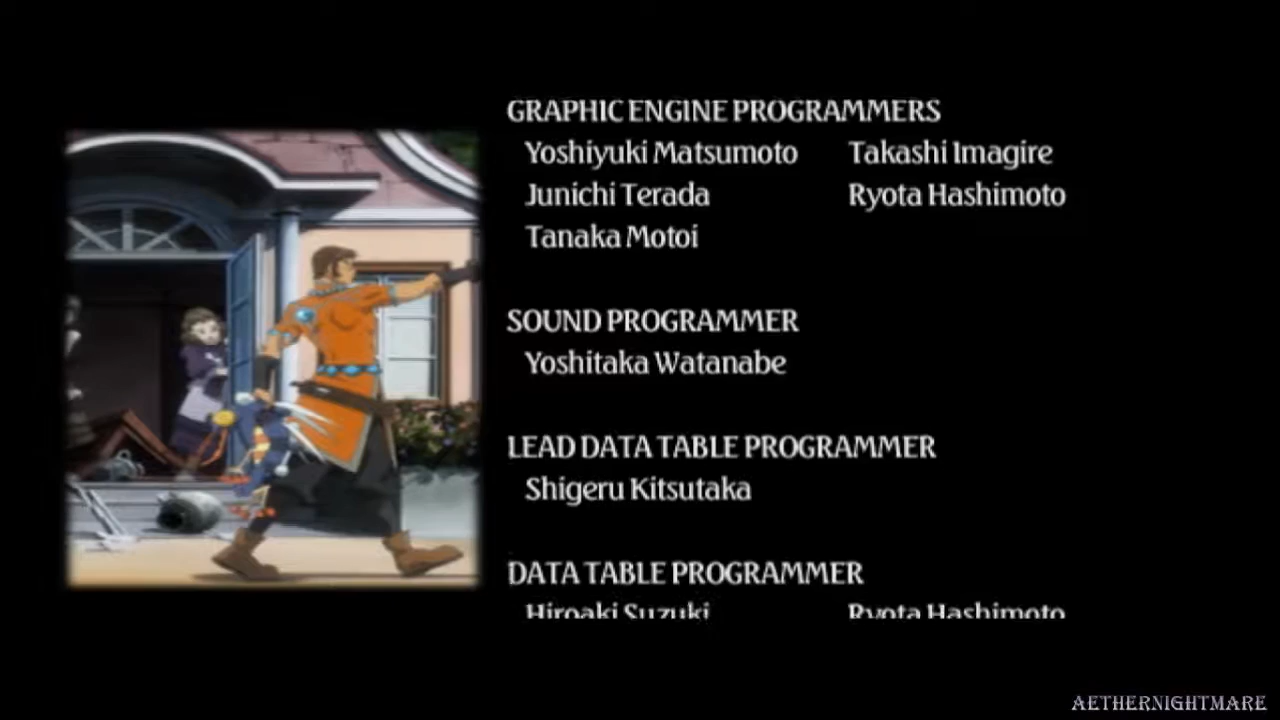 GRAPHIC ENGINE PROGRAMMERS
Yoshiyuki Matsumoto Takashi Imagire
Junichi Terada Ryota Hashimoto
Tanaka Motoi
SOUND PROGRAMMER
Yoshitaka Watanabe
LEAD DATA TABLE PROGRAMMER
Shigeru Kitsutaka
DATA TABLE PROGRAMMER
Hiroaki Suzuki Ryota Hashimoto
AETHERNIGHTMARE